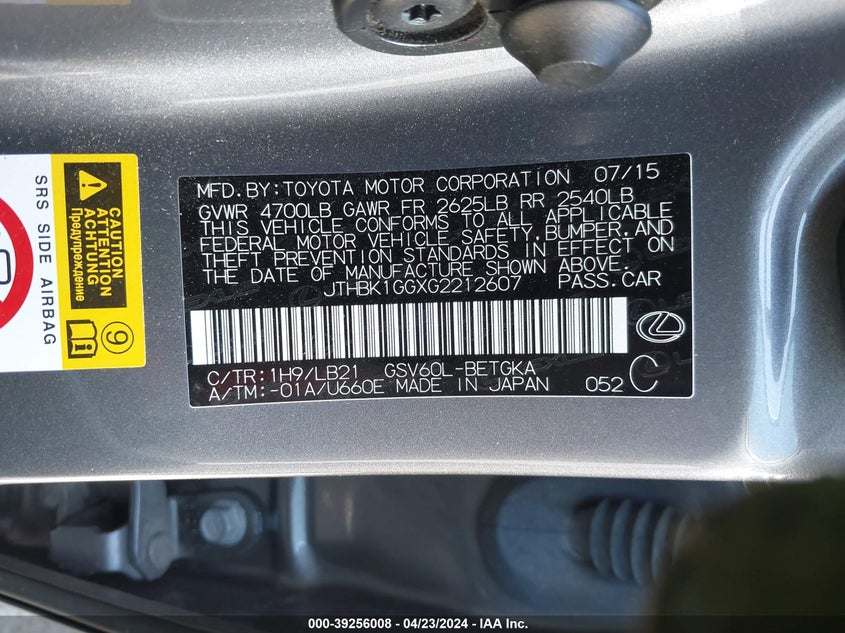 MFD. BY: TOYOTA MOTOR CORPORATION 07/15
GVWR 4700LB GAWR FR 2625LB RR 2540LB
THIS VEHICLE CONFORMS TO ALL APPLICABLE
FEDERAL MOTOR VEHICLE SAFETY, BUMPER, AND
THEFT PREVENTION STANDARDS IN EFFECT ON
THE DATE OF MANUFACTURE SHOWN ABOVE.
JTHBK1GGXG2212607 PASS. CAR
C/TR: 1H9/LB21 GSV60L-BETGKA
A/TM: -01A/U660E MADE IN JAPAN 052 C
SRS SIDE AIRBAG
CAUTION
ATTENTION
ACHTUNG
Предупреждение
9
000-39256008 - 04/23/2024 - IAA Inc.